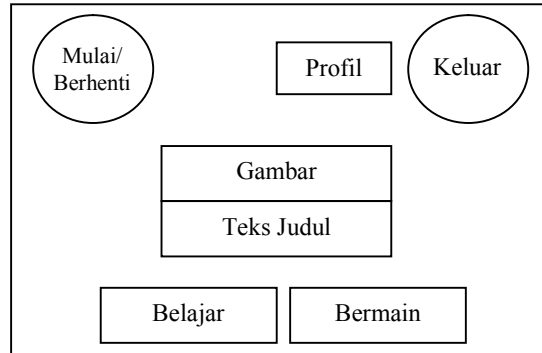 Mulai/
Berhenti
Profil
Keluar
Gambar
Teks Judul
Belajar
Bermain